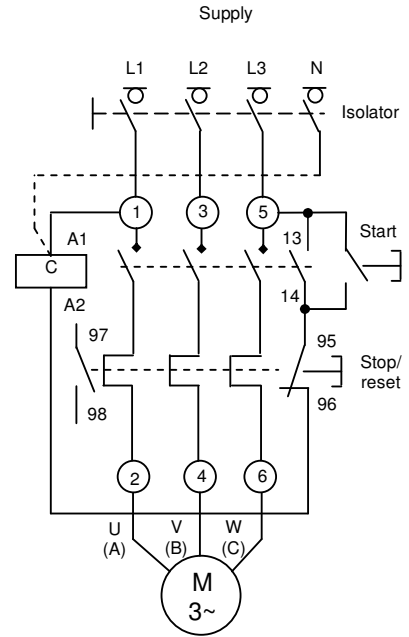 Supply
L1 L2 L3 N
Isolator
1 3 5
A1 13 Start
C
14
A2
97 95
Stop/
reset
98 96
2 4 6
U V W
(A) (B) (C)
M
3~